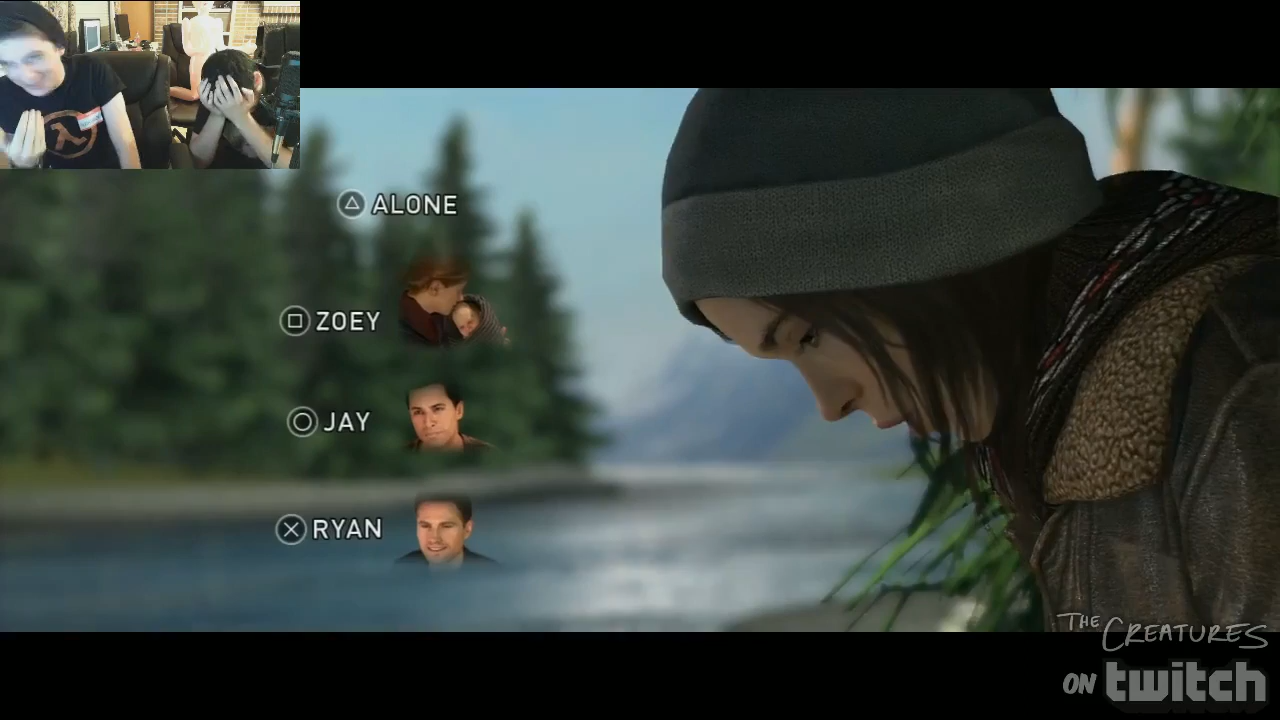 ALONE
ZOEY
JAY
RYAN
THE CREATURES
ON twitch